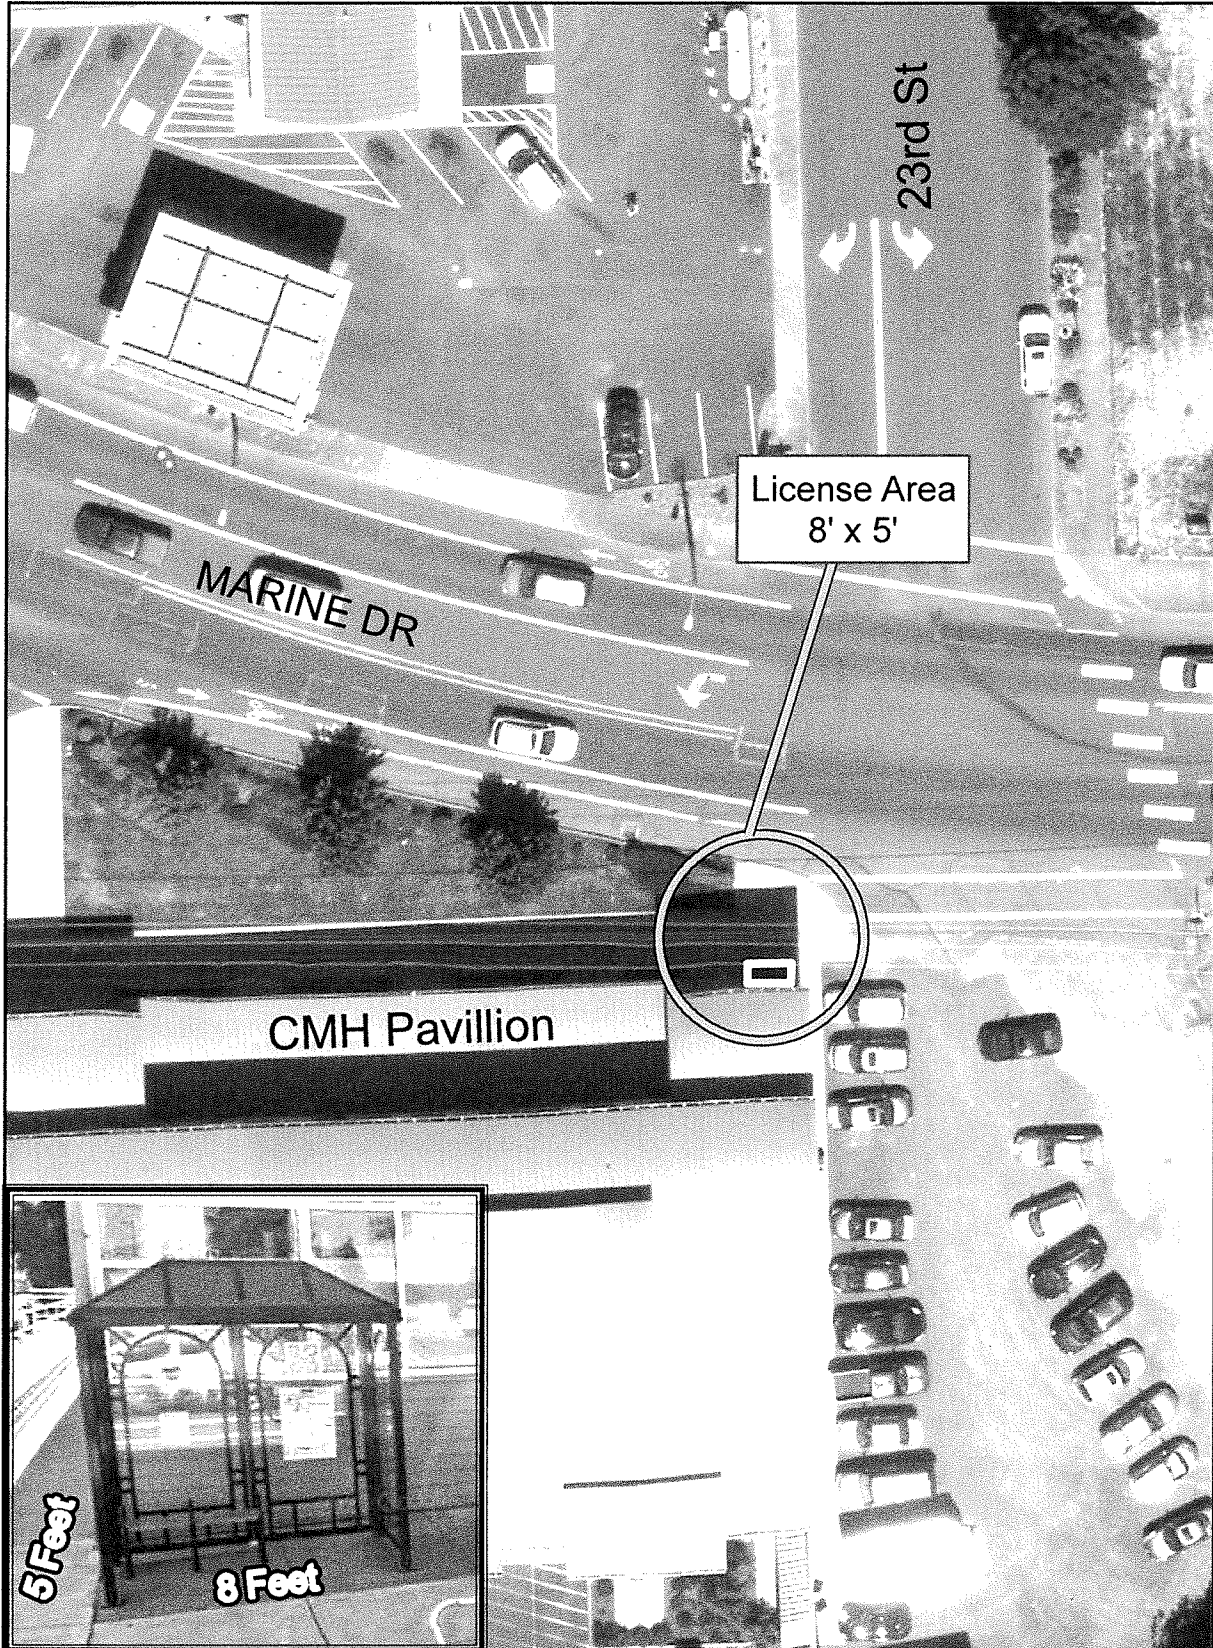 23rd St
License Area
8' x 5'
MARINE DR
CMH Pavillion
5 Feet
8 Feet